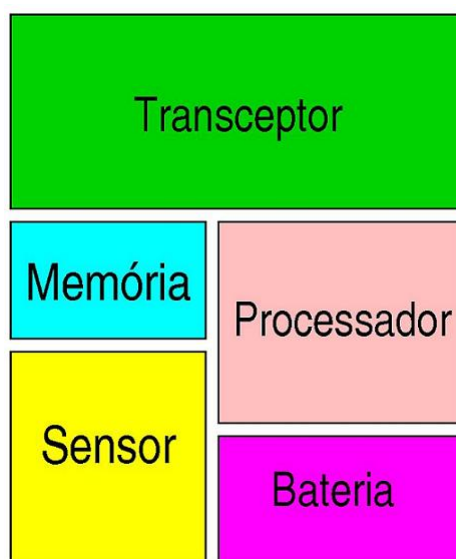 Transceptor
Memória
Processador
Sensor
Bateria